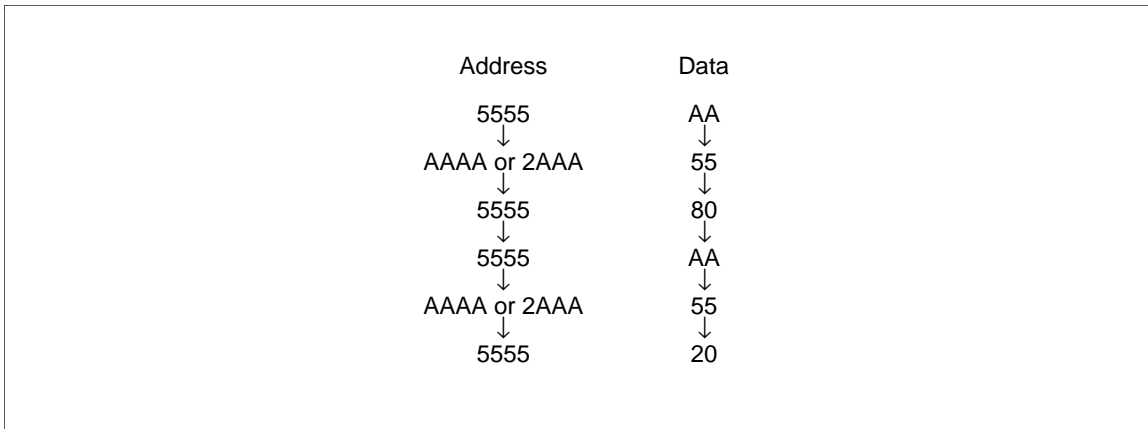 Address Data
5555 AA
↓ ↓
AAAA or 2AAA 55
↓ ↓
5555 80
↓ ↓
5555 AA
↓ ↓
AAAA or 2AAA 55
↓ ↓
5555 20